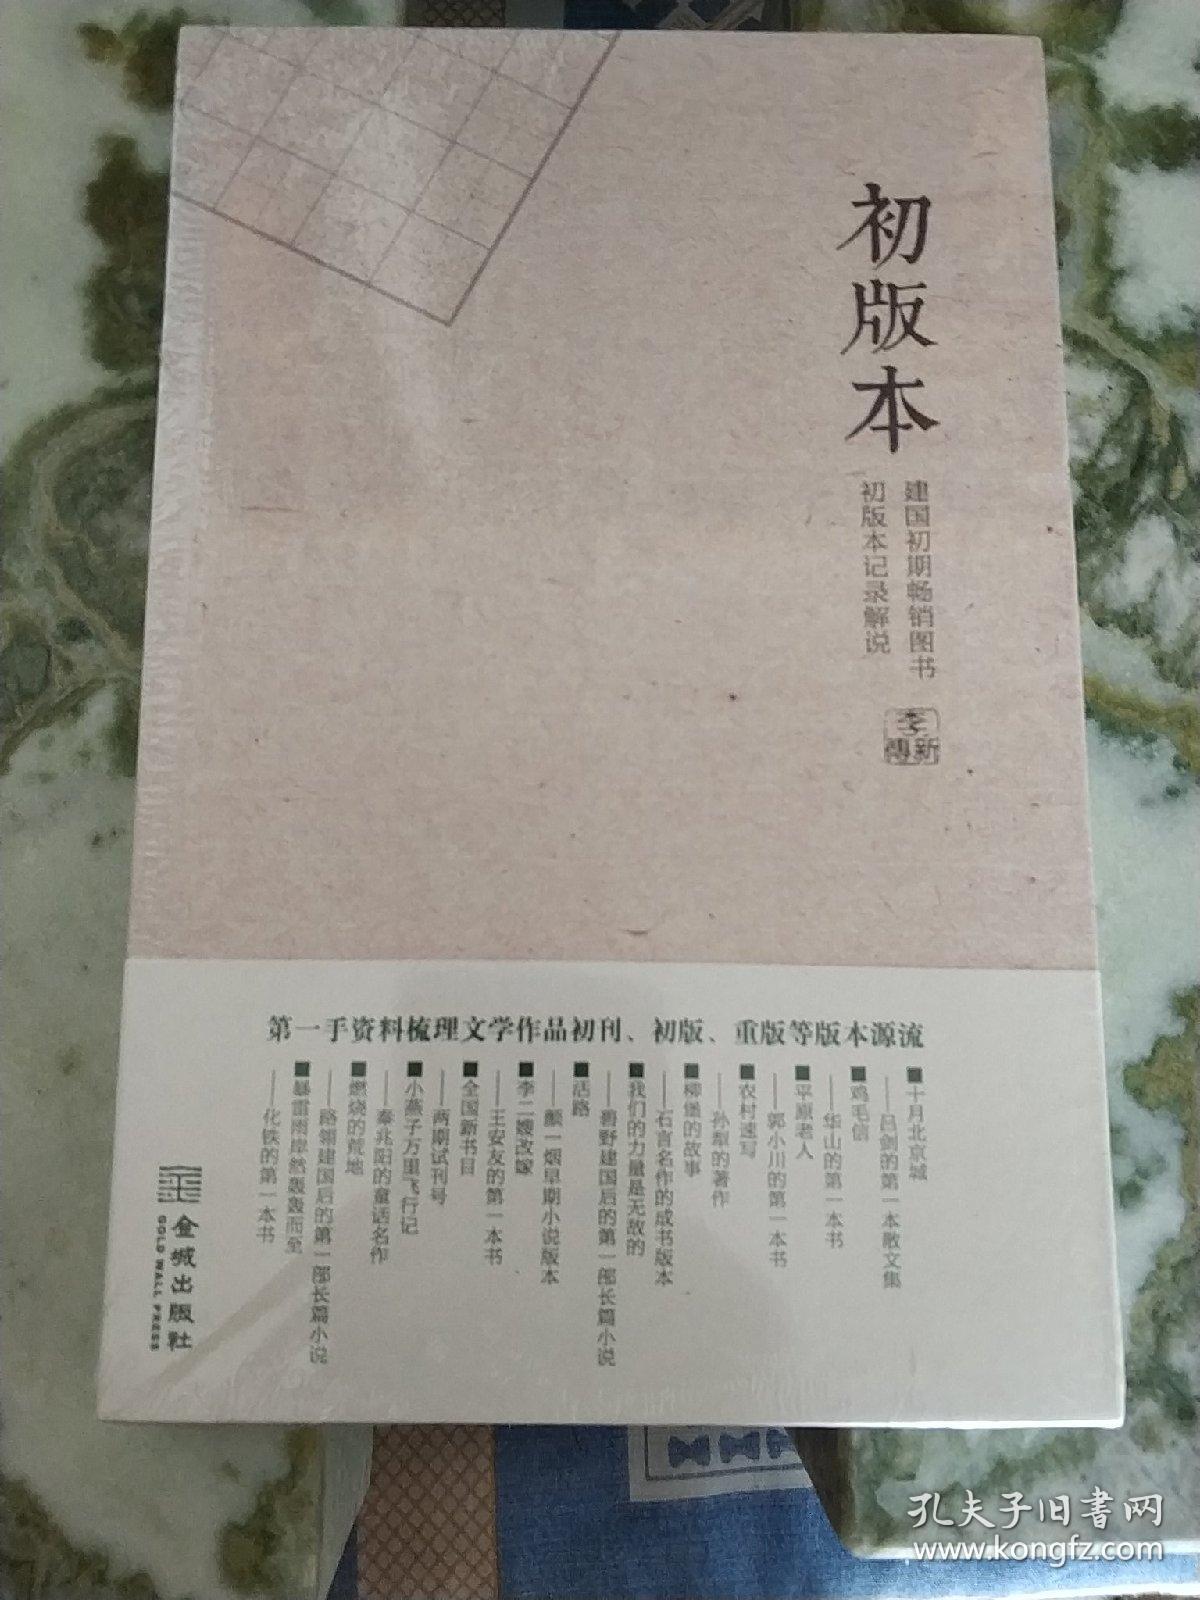 初版本
建国初期畅销图书
初版本记录解说
李
新傳
第一手资料梳理文学作品初刊、初版、重版等版本源流
■十月北京城
——吕剑的第一本散文集
■鸡毛信
——华山的第一本书
■平原老人
——郭小川的第一本书
■农村速写
——孙犁的著作
■柳堡的故事
——石言名作的成书版本
■我们的力量是无敌的
——碧野建国后的第一部长篇小说
■活路
——颜一烟早期小说版本
■李二嫂改嫁
——王安友的第一本书
■全国新书目
——两期试刊号
■小燕子万里飞行记
——秦兆阳的童话名作
■燃烧的荒地
——路翎建国后的第一部长篇小说
■暴雷雨岸然轰轰而至
——化铁的第一本书
金城出版社
GOLD WALL PRESS
孔夫子旧书网
www.kongfz.com